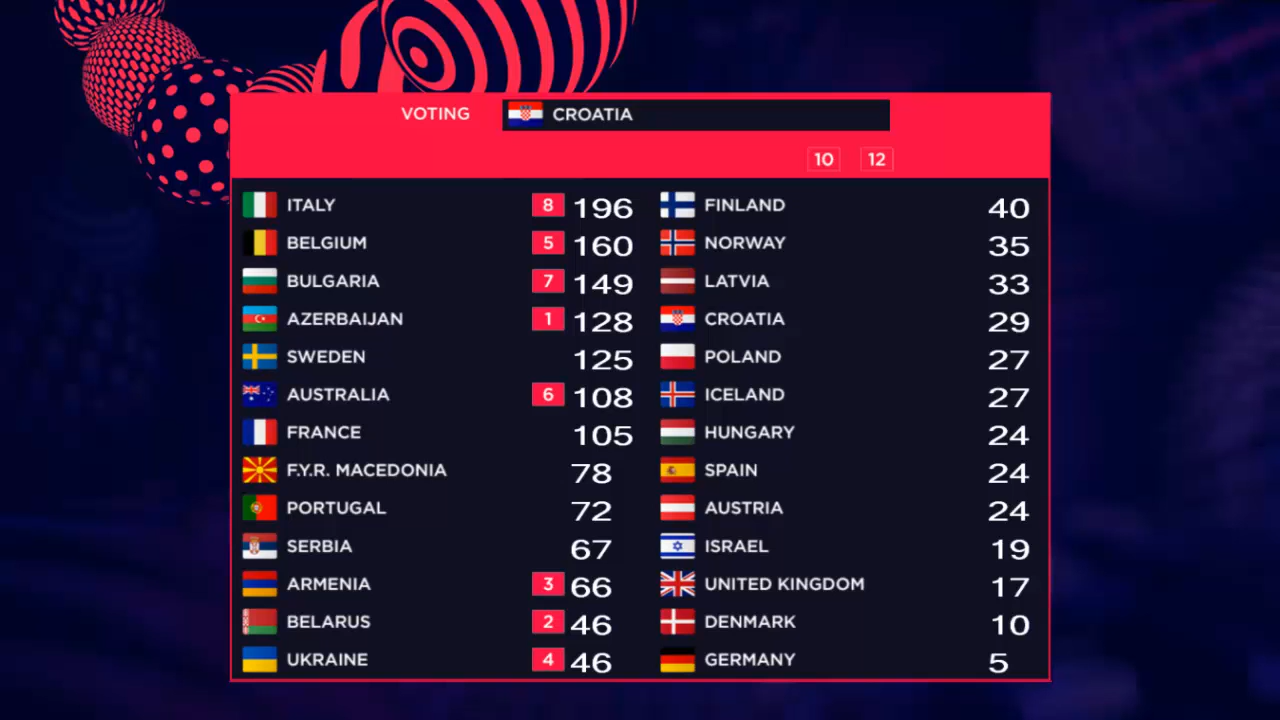 VOTING CROATIA
10 12
ITALY 8 196 FINLAND 40
BELGIUM 5 160 NORWAY 35
BULGARIA 7 149 LATVIA 33
AZERBAIJAN 1 128 CROATIA 29
SWEDEN 125 POLAND 27
AUSTRALIA 6 108 ICELAND 27
FRANCE 105 HUNGARY 24
F.Y.R. MACEDONIA 78 SPAIN 24
PORTUGAL 72 AUSTRIA 24
SERBIA 67 ISRAEL 19
ARMENIA 3 66 UNITED KINGDOM 17
BELARUS 2 46 DENMARK 10
UKRAINE 4 46 GERMANY 5